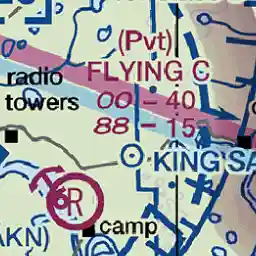 (Pvt)
FLYING C
00 - 40
88 - 15
radio
towers
KING SA
R
camp
AKN)